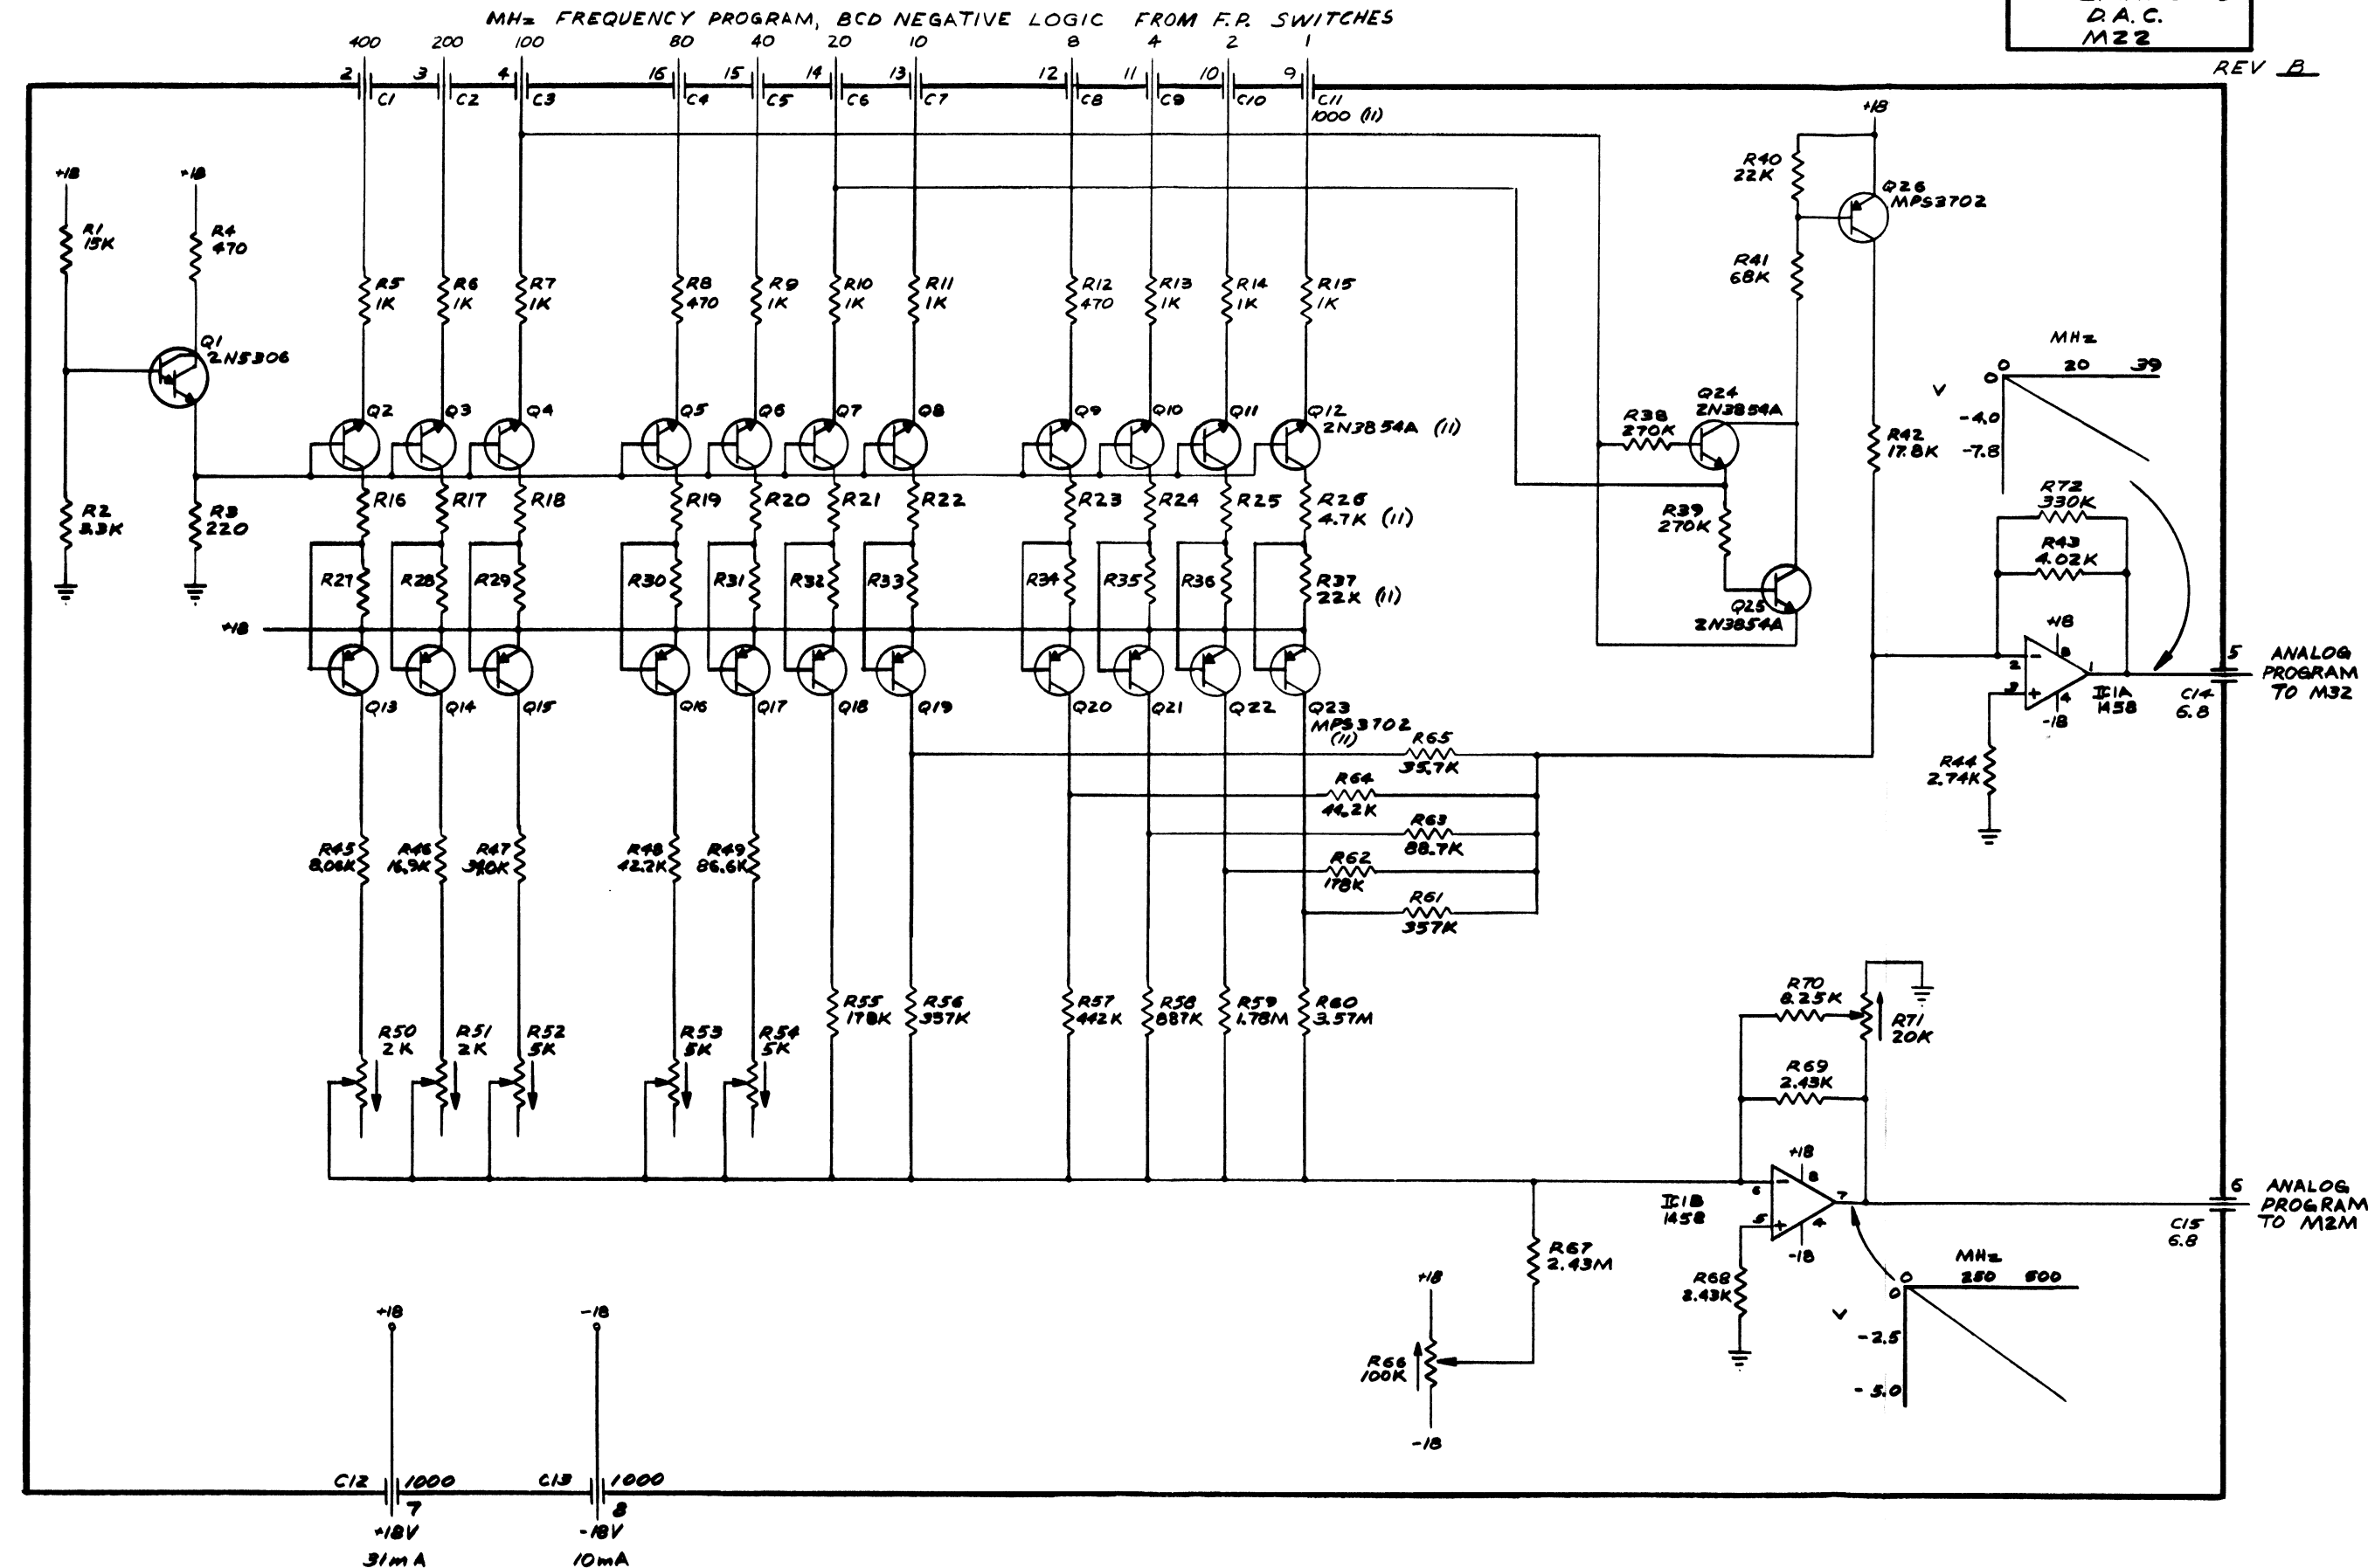 MHz FREQUENCY PROGRAM, BCD NEGATIVE LOGIC FROM F.P. SWITCHES
D.A.C.
M22
REV B
400 200 100 80 40 20 10 8 4 2 1
2 3 4 16 15 14 13 12 11 10 9
C1 C2 C3 C4 C5 C6 C7 C8 C9 C10 C11
1000 (11)
+18
+18
+18
R1
15K
R4
470
R40
22K
Q26
MPS3702
R41
68K
R5
1K
R6
1K
R7
1K
R8
470
R9
1K
R10
1K
R11
1K
R12
470
R13
1K
R14
1K
R15
1K
Q1
2N5306
MHz
0 20 39
V
0
-4.0
-7.8
Q2 Q3 Q4 Q5 Q6 Q7 Q8 Q9 Q10 Q11 Q12
2N3854A (11)
R38
270K
Q24
2N3854A
R42
17.8K
R2
3.3K
R3
220
R16 R17 R18 R19 R20 R21 R22 R23 R24 R25 R26
4.7K (11)
R39
270K
R72
330K
R43
4.02K
R27 R28 R29 R30 R31 R32 R33 R34 R35 R36 R37
22K (11)
Q25
2N3854A
+18
+18
8
2
-
3
+
1
4
-18
IC1A
1458
5
C14
6.8
ANALOG
PROGRAM
TO M32
Q13 Q14 Q15 Q16 Q17 Q18 Q19 Q20 Q21 Q22 Q23
MPS3702
(11)
R65
35.7K
R64
44.2K
R63
88.7K
R62
178K
R61
357K
R44
2.74K
R45
8.06K
R46
16.9K
R47
34.0K
R48
42.2K
R49
86.6K
R50
2K
R51
2K
R52
5K
R53
5K
R54
5K
R55
178K
R56
357K
R57
442K
R58
887K
R59
1.78M
R60
3.57M
R70
8.25K
R71
20K
R69
2.43K
+18
8
6
-
5
+
7
4
-18
IC1B
1458
6
C15
6.8
ANALOG
PROGRAM
TO M2M
R67
2.43M
R68
2.43K
+18
R66
100K
-18
MHz
0 250 500
V
0
-2.5
-5.0
+18
-18
C12 1000
7
+18V
31mA
C13 1000
8
-18V
10mA